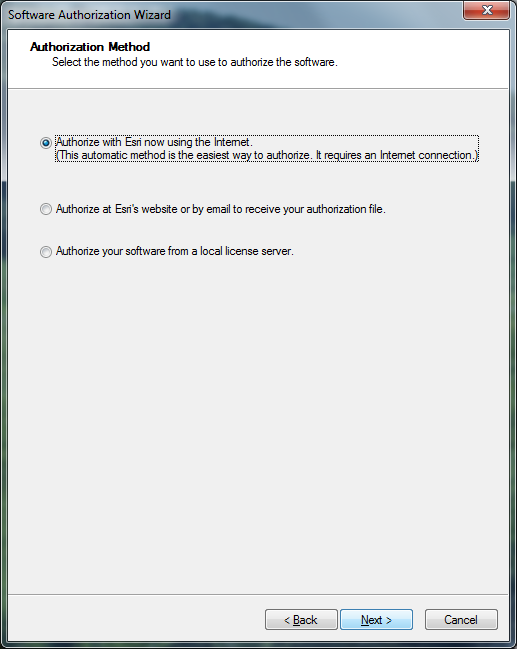 Software Authorization Wizard
Authorization Method
Select the method you want to use to authorize the software.
Authorize with Esri now using the Internet.
(This automatic method is the easiest way to authorize. It requires an Internet connection.)
Authorize at Esri's website or by email to receive your authorization file.
Authorize your software from a local license server.
< Back
Next >
Cancel